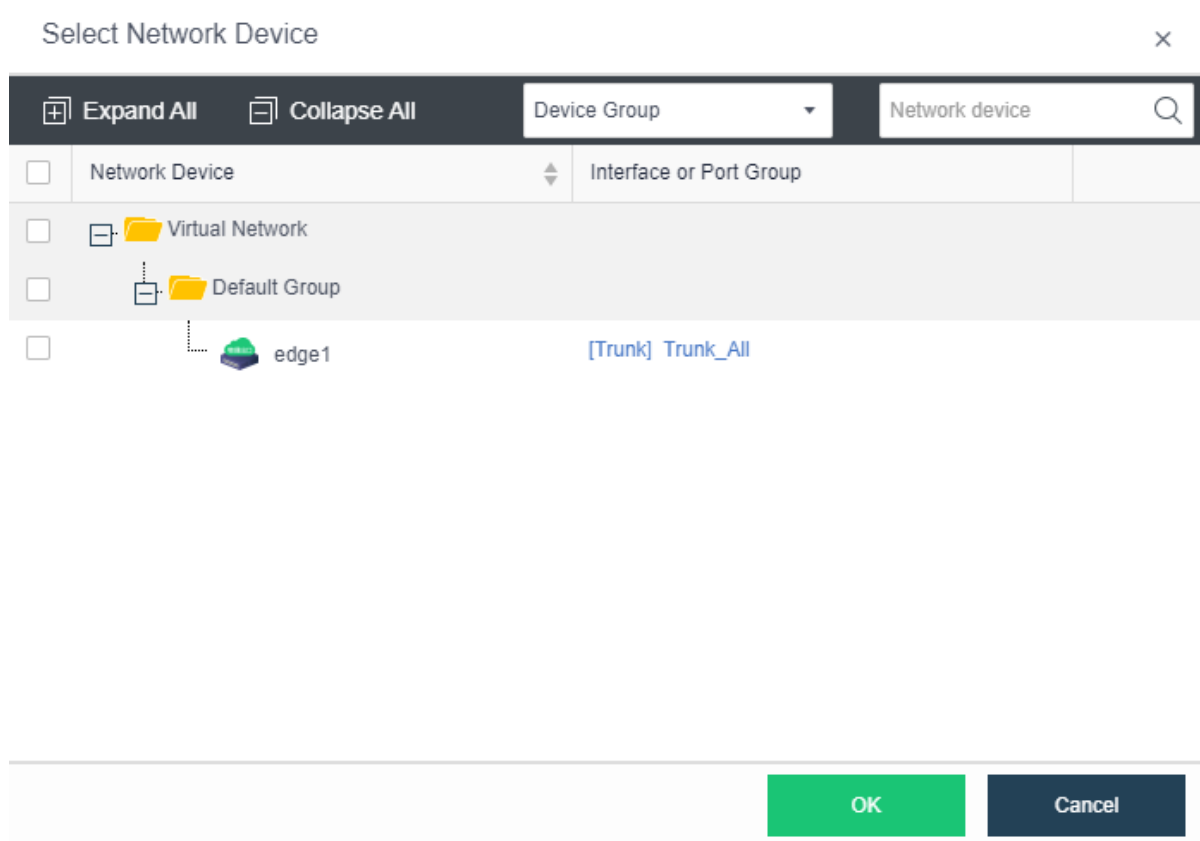 Select Network Device
Expand All Collapse All Device Group Network device
Network Device Interface or Port Group
Virtual Network
Default Group
edge1 [Trunk] Trunk_All
OK Cancel